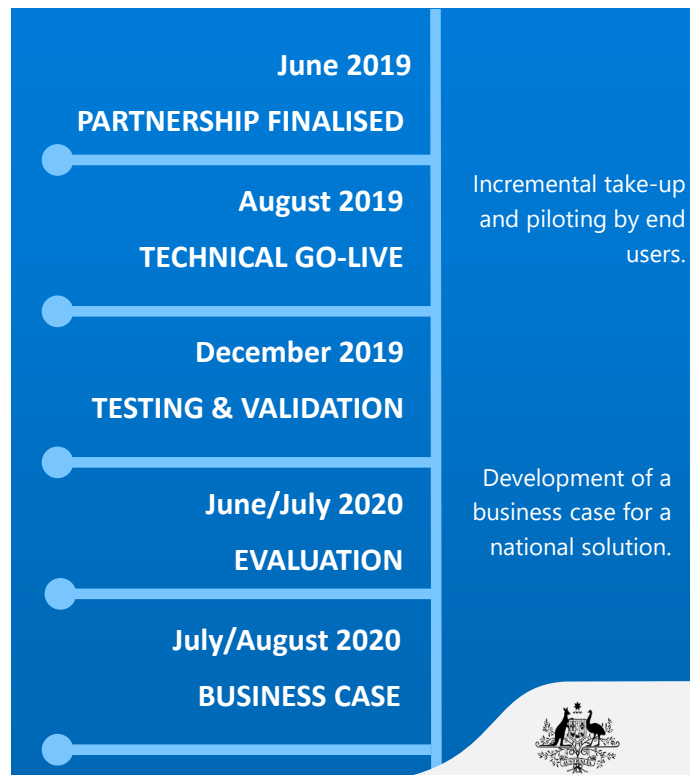 June 2019
PARTNERSHIP FINALISED
August 2019
TECHNICAL GO-LIVE
December 2019
TESTING & VALIDATION
June/July 2020
EVALUATION
July/August 2020
BUSINESS CASE
Incremental take-up
and piloting by end
users.
Development of a
business case for a
national solution.
AUSTRALIA